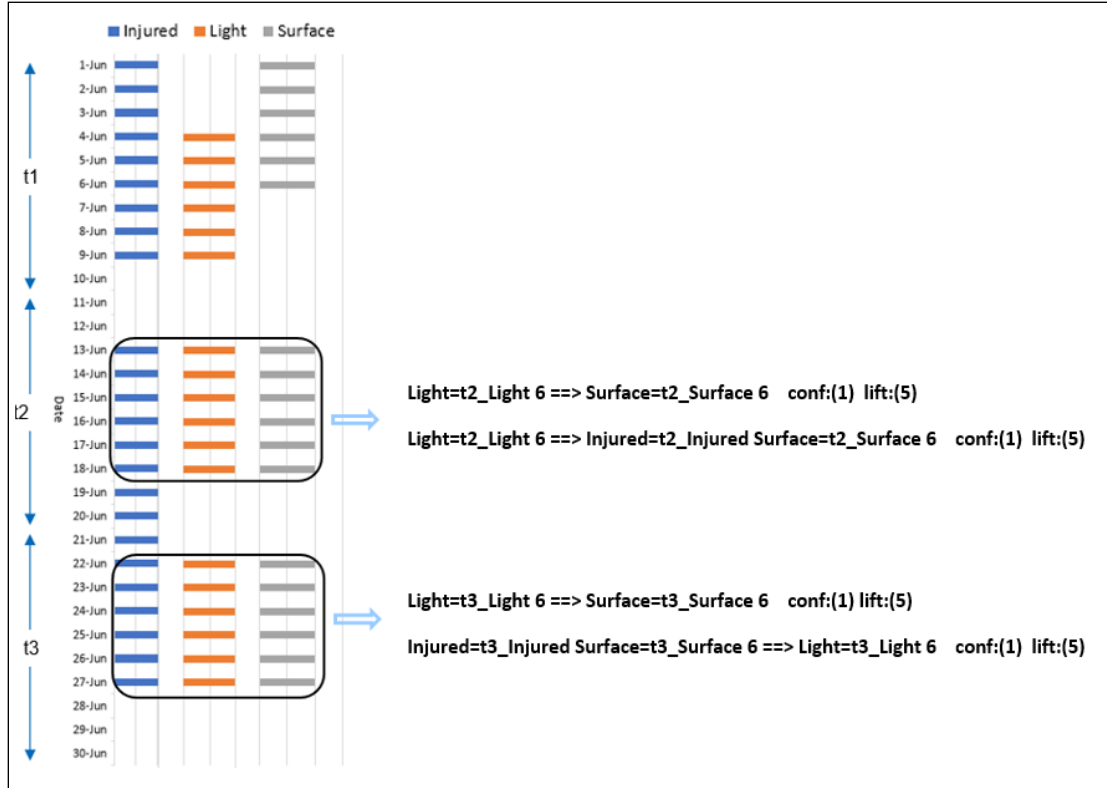 Injured Light Surface
1-Jun
2-Jun
3-Jun
4-Jun
5-Jun
6-Jun
7-Jun
8-Jun
9-Jun
10-Jun
11-Jun
12-Jun
13-Jun
14-Jun
15-Jun
16-Jun
17-Jun
18-Jun
19-Jun
20-Jun
21-Jun
22-Jun
23-Jun
24-Jun
25-Jun
26-Jun
27-Jun
28-Jun
29-Jun
30-Jun
t1
t2
t3
Date
Light=t2_Light 6 ==> Surface=t2_Surface 6 conf:(1) lift:(5)
Light=t2_Light 6 ==> Injured=t2_Injured Surface=t2_Surface 6 conf:(1) lift:(5)
Light=t3_Light 6 ==> Surface=t3_Surface 6 conf:(1) lift:(5)
Injured=t3_Injured Surface=t3_Surface 6 ==> Light=t3_Light 6 conf:(1) lift:(5)